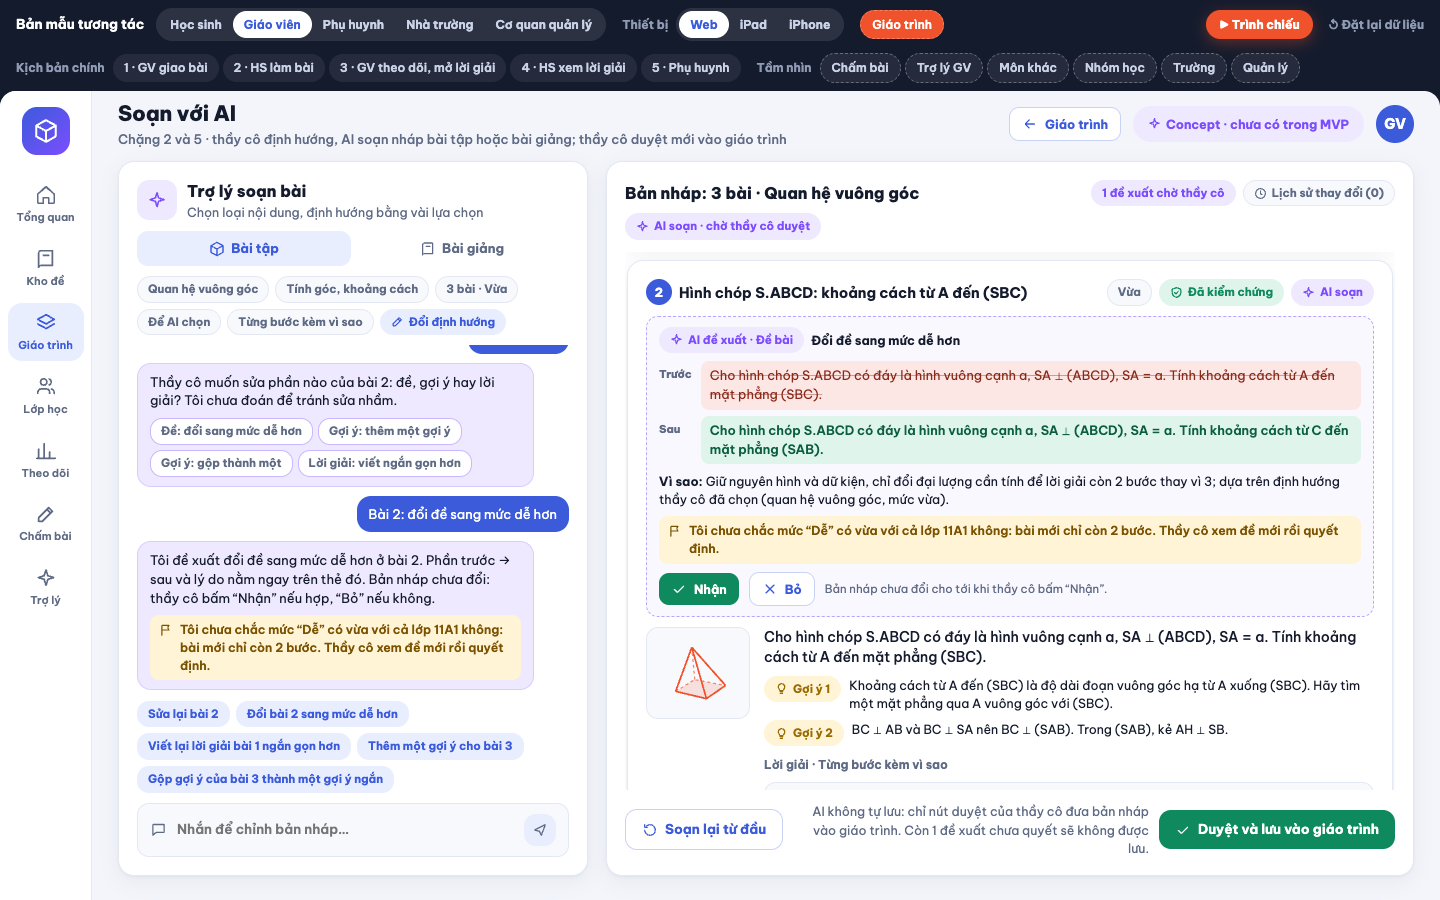 Bản mẫu tương tác
Học sinh
Giáo viên
Phụ huynh
Nhà trường
Cơ quan quản lý
Thiết bị
Web
iPad
iPhone
Giáo trình
Trình chiếu
Đặt lại dữ liệu
Kịch bản chính
1 · GV giao bài
2 · HS làm bài
3 · GV theo dõi, mở lời giải
4 · HS xem lời giải
5 · Phụ huynh
Tầm nhìn
Chấm bài
Trợ lý GV
Môn khác
Nhóm học
Trường
Quản lý
Tổng quan
Kho đề
Giáo trình
Lớp học
Theo dõi
Chấm bài
Trợ lý
Soạn với AI
Chặng 2 và 5 · thầy cô định hướng, AI soạn nháp bài tập hoặc bài giảng; thầy cô duyệt mới vào giáo trình
Giáo trình
Concept · chưa có trong MVP
GV
Trợ lý soạn bài
Chọn loại nội dung, định hướng bằng vài lựa chọn
Bài tập
Bài giảng
Quan hệ vuông góc
Tính góc, khoảng cách
3 bài · Vừa
Để AI chọn
Từng bước kèm vì sao
Đổi định hướng
Thầy cô muốn sửa phần nào của bài 2: đề, gợi ý hay lời
giải? Tôi chưa đoán để tránh sửa nhầm.
Đề: đổi sang mức dễ hơn
Gợi ý: thêm một gợi ý
Gợi ý: gộp thành một
Lời giải: viết ngắn gọn hơn
Bài 2: đổi đề sang mức dễ hơn
Tôi đề xuất đổi đề sang mức dễ hơn ở bài 2. Phần trước →
sau và lý do nằm ngay trên thẻ đó. Bản nháp chưa đổi:
thầy cô bấm “Nhận” nếu hợp, “Bỏ” nếu không.
Tôi chưa chắc mức “Dễ” có vừa với cả lớp 11A1 không:
bài mới chỉ còn 2 bước. Thầy cô xem đề mới rồi quyết
định.
Sửa lại bài 2
Đổi bài 2 sang mức dễ hơn
Viết lại lời giải bài 1 ngắn gọn hơn
Thêm một gợi ý cho bài 3
Gộp gợi ý của bài 3 thành một gợi ý ngắn
Nhắn để chỉnh bản nháp...
Bản nháp: 3 bài · Quan hệ vuông góc
1 đề xuất chờ thầy cô
Lịch sử thay đổi (0)
AI soạn · chờ thầy cô duyệt
2
Hình chóp S.ABCD: khoảng cách từ A đến (SBC)
Vừa
Đã kiểm chứng
AI soạn
AI đề xuất · Đề bài
Đổi đề sang mức dễ hơn
Trước
Cho hình chóp S.ABCD có đáy là hình vuông cạnh a, SA ⊥ (ABCD), SA = a. Tính khoảng cách từ A đến
mặt phẳng (SBC).
Sau
Cho hình chóp S.ABCD có đáy là hình vuông cạnh a, SA ⊥ (ABCD), SA = a. Tính khoảng cách từ C đến
mặt phẳng (SAB).
Vì sao: Giữ nguyên hình và dữ kiện, chỉ đổi đại lượng cần tính để lời giải còn 2 bước thay vì 3; dựa trên định hướng
thầy cô đã chọn (quan hệ vuông góc, mức vừa).
Tôi chưa chắc mức “Dễ” có vừa với cả lớp 11A1 không: bài mới chỉ còn 2 bước. Thầy cô xem đề mới rồi quyết
định.
Nhận
Bỏ
Bản nháp chưa đổi cho tới khi thầy cô bấm “Nhận”.
Cho hình chóp S.ABCD có đáy là hình vuông cạnh a, SA ⊥ (ABCD), SA = a. Tính khoảng
cách từ A đến mặt phẳng (SBC).
Gợi ý 1
Khoảng cách từ A đến (SBC) là độ dài đoạn vuông góc hạ từ A xuống (SBC). Hãy tìm
một mặt phẳng qua A vuông góc với (SBC).
Gợi ý 2
BC ⊥ AB và BC ⊥ SA nên BC ⊥ (SAB). Trong (SAB), kẻ AH ⊥ SB.
Lời giải · Từng bước kèm vì sao
Soạn lại từ đầu
AI không tự lưu: chỉ nút duyệt của thầy cô đưa bản nháp
vào giáo trình. Còn 1 đề xuất chưa quyết sẽ không được
lưu.
Duyệt và lưu vào giáo trình